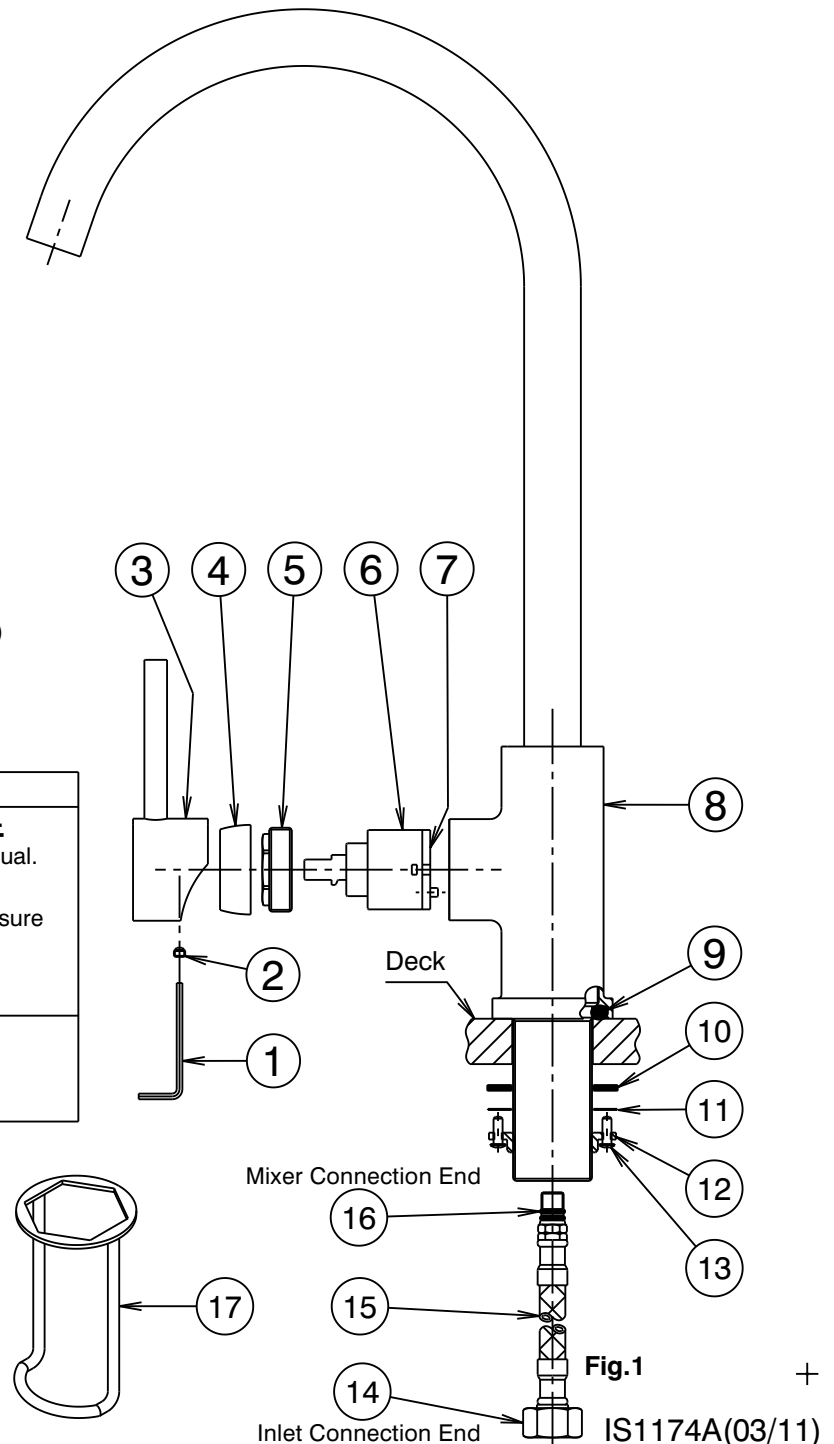 3 4 5 6 7
)
8
ual.
sure
Deck
9
2
10
1
11
Mixer Connection End
12
16
13
17
15
Fig.1
14
Inlet Connection End
IS1174A(03/11)